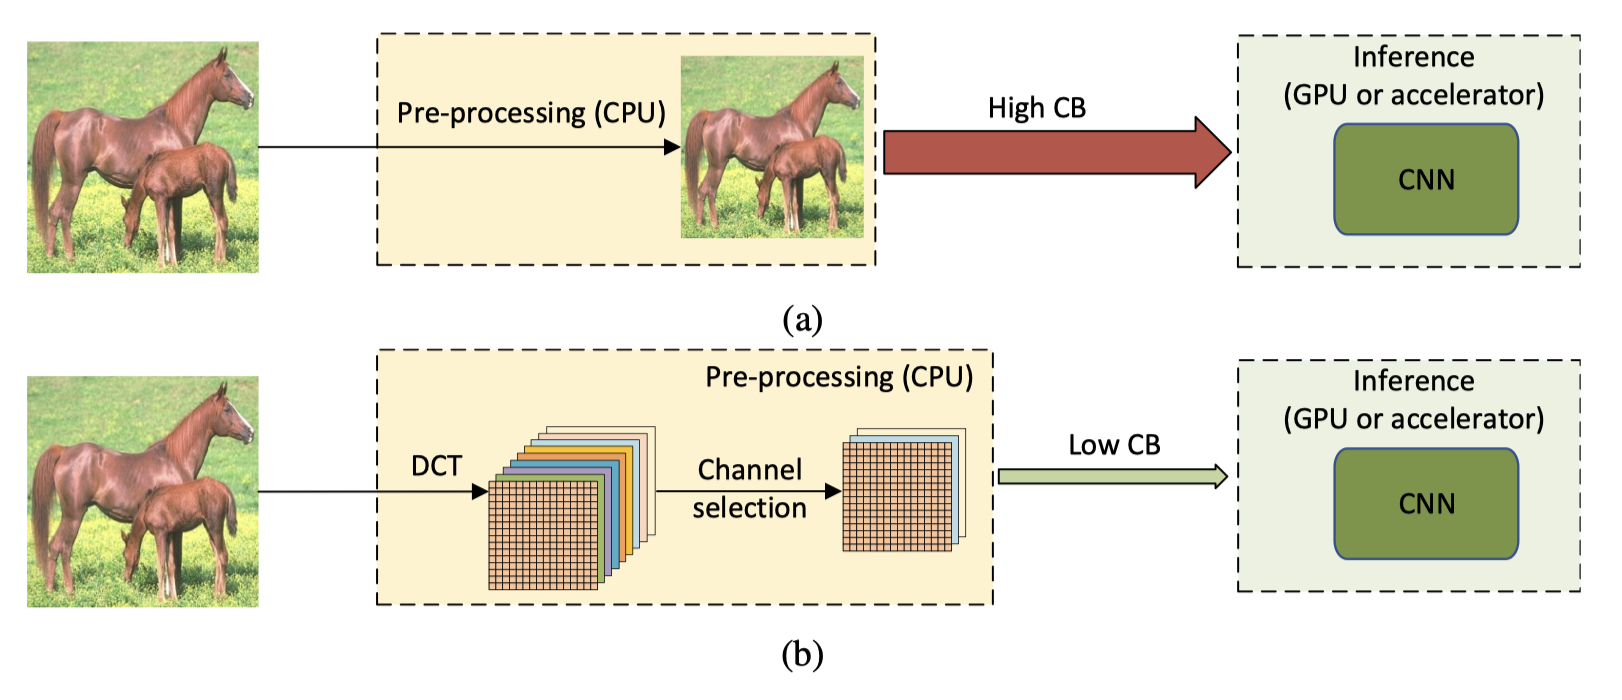 Pre-processing (CPU)
High CB
Inference
(GPU or accelerator)
CNN
(a)
Pre-processing (CPU)
DCT
Channel
selection
Low CB
Inference
(GPU or accelerator)
CNN
(b)